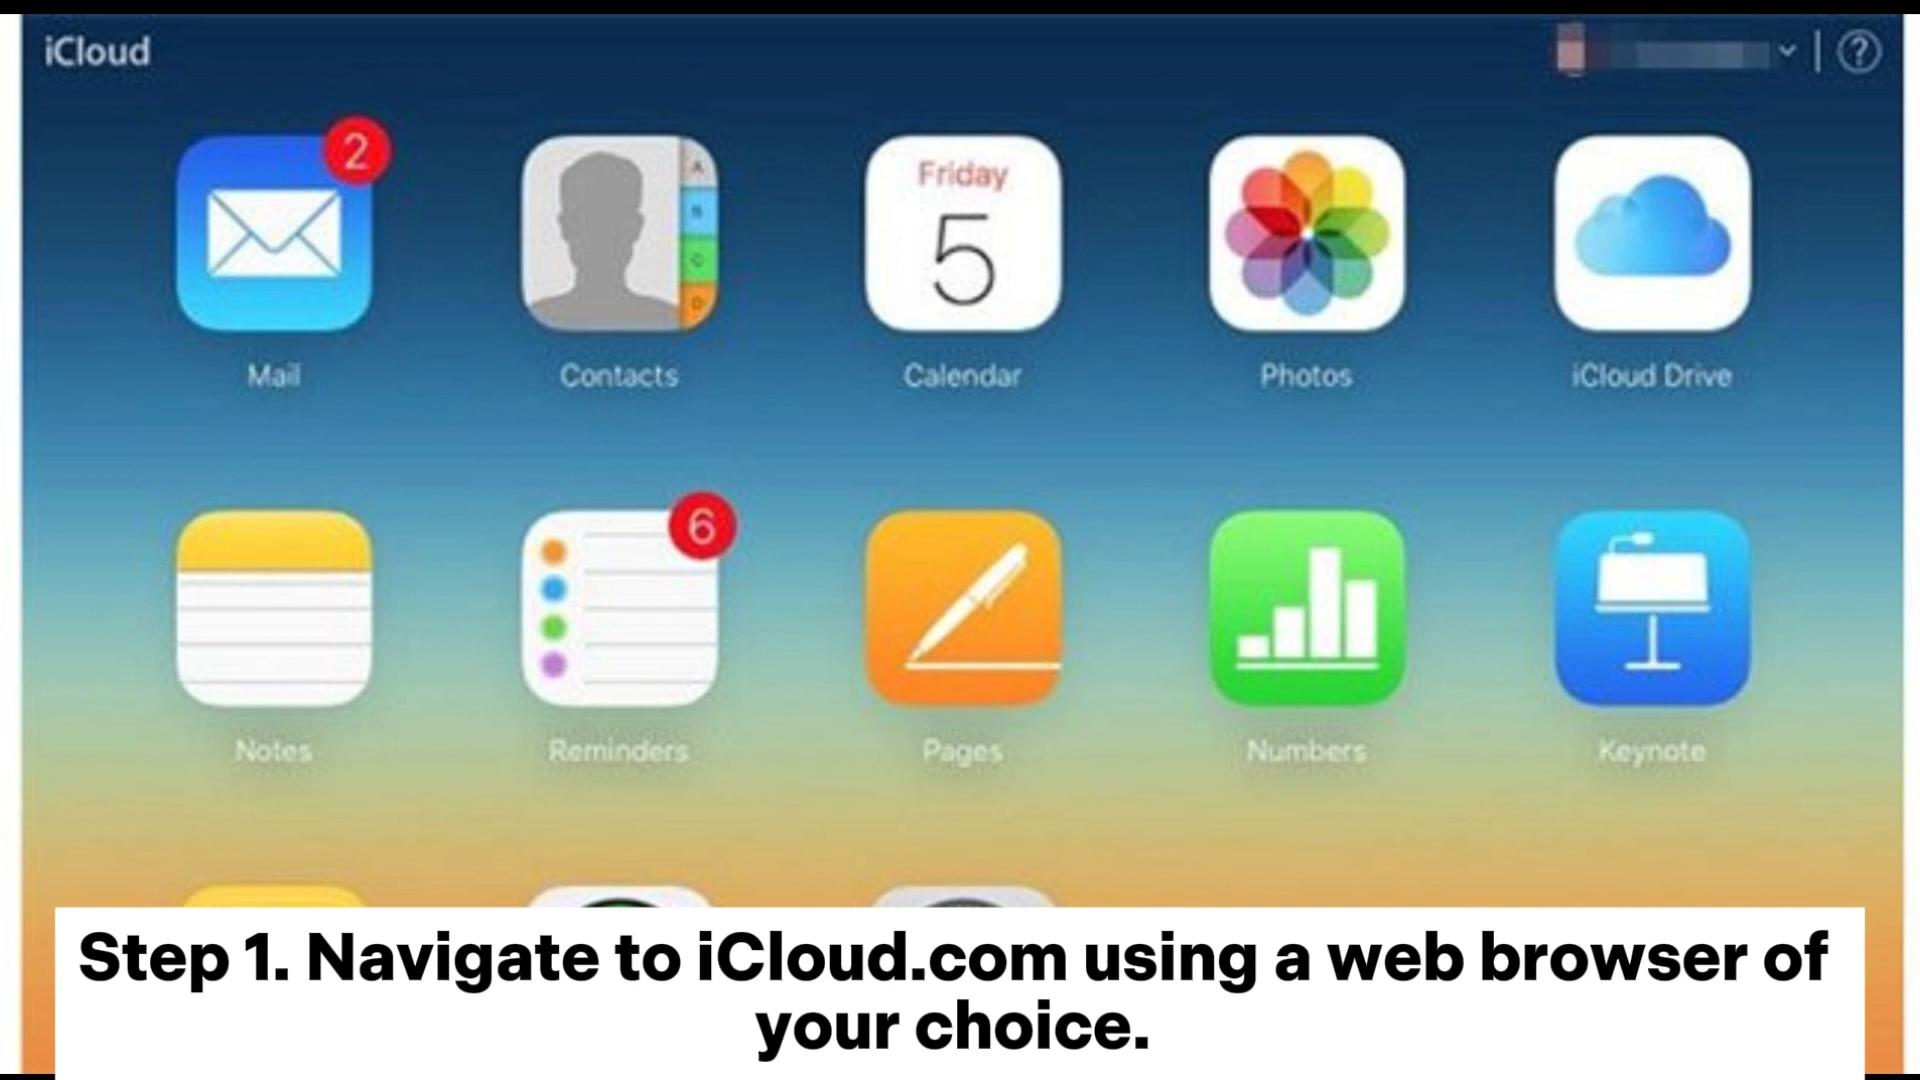 iCloud
?
2
A
B
C
D
Friday
5
Mail
Contacts
Calendar
Photos
iCloud Drive
6
Notes
Reminders
Pages
Numbers
Keynote
Step 1. Navigate to iCloud.com using a web browser of
your choice.